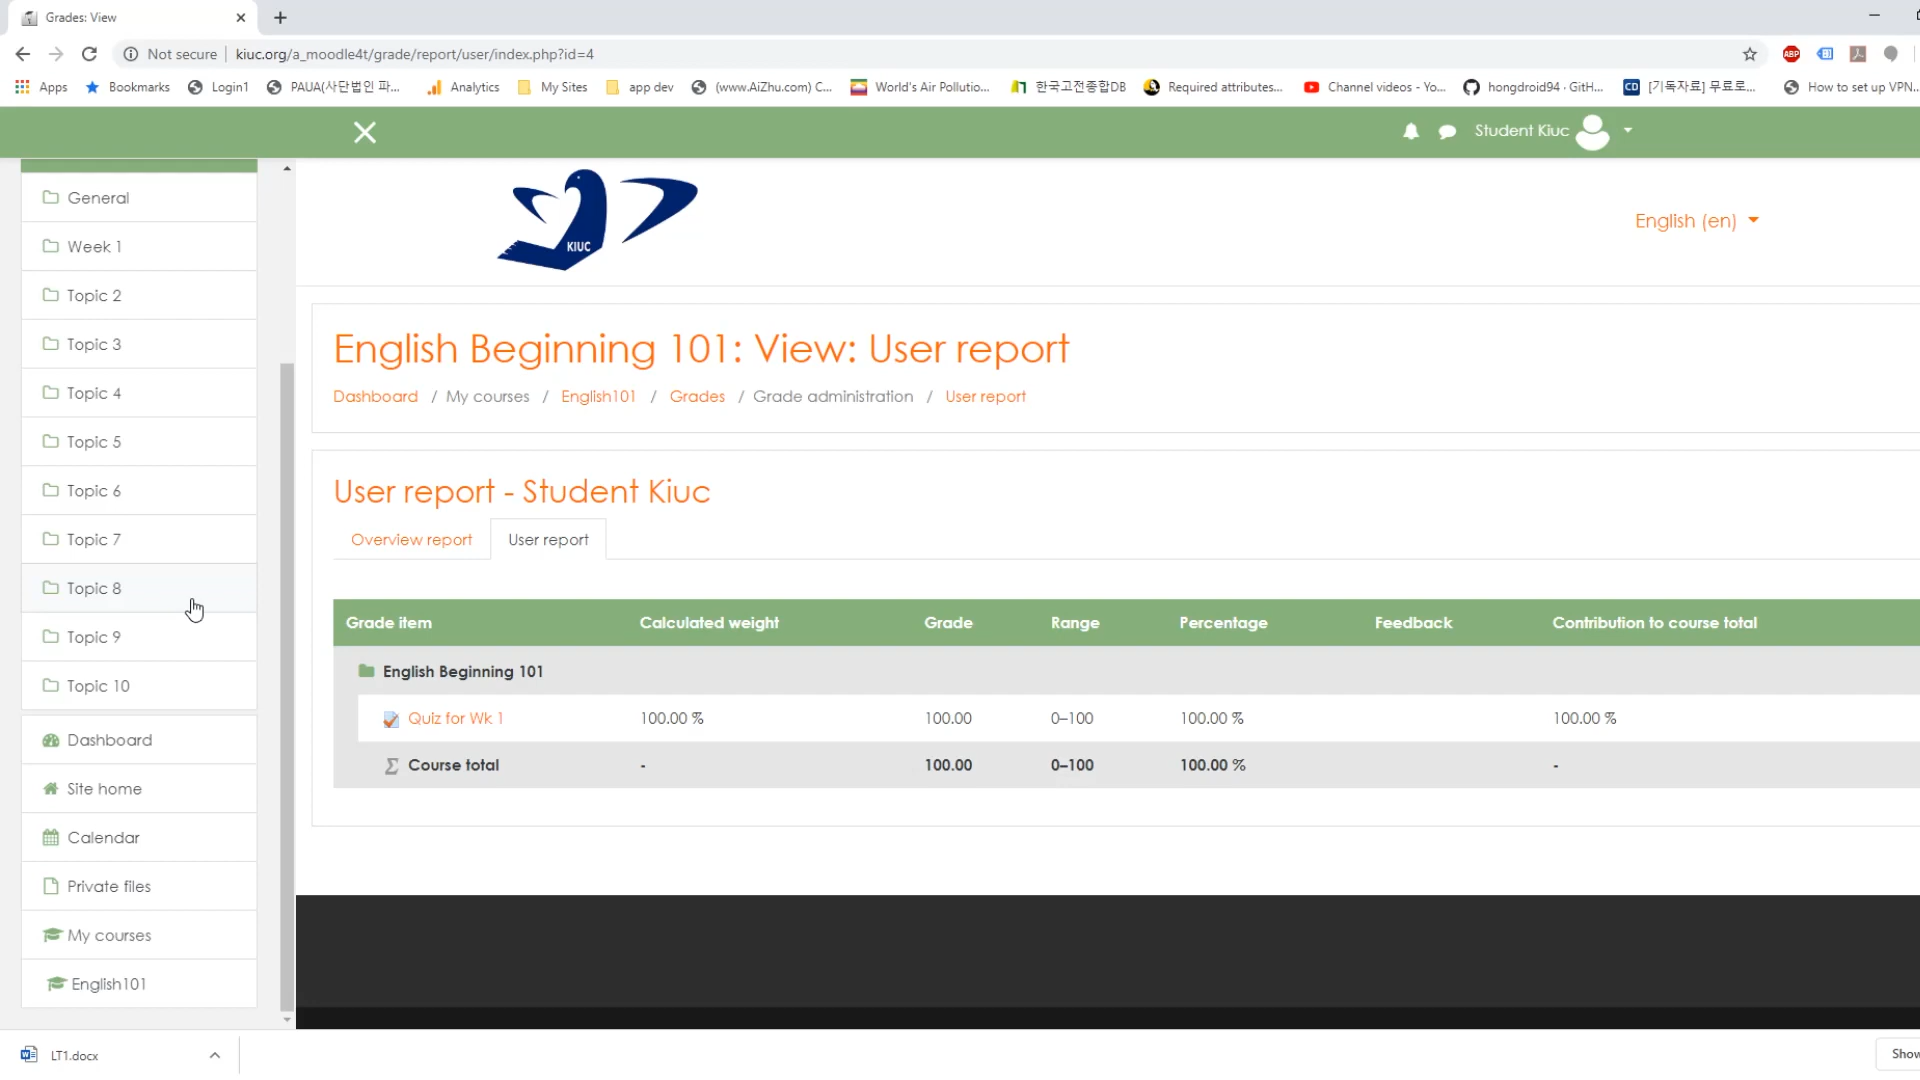 Grades: View
Not secure | kiuc.org/a_moodle4t/grade/report/user/index.php?id=4
ABP
Apps Bookmarks Login1 PAUA(사단법인 파... Analytics My Sites app dev (www.AiZhu.com) C... World's Air Pollutio... 한국고전종합DB Required attributes... Channel videos - Yo... hongdroid94 · GitH... CD [기독자료] 무료로... How to set up VPN...
Student Kiuc
General
Week 1
Topic 2
Topic 3
Topic 4
Topic 5
Topic 6
Topic 7
Topic 8
Topic 9
Topic 10
Dashboard
Site home
Calendar
Private files
My courses
English101
KIUC
English (en)
English Beginning 101: View: User report
Dashboard / My courses / English101 / Grades / Grade administration / User report
User report - Student Kiuc
Overview report User report
Grade item Calculated weight Grade Range Percentage Feedback Contribution to course total
English Beginning 101
Quiz for Wk 1 100.00 % 100.00 0–100 100.00 % 100.00 %
Σ Course total - 100.00 0–100 100.00 % -
LT1.docx
Show